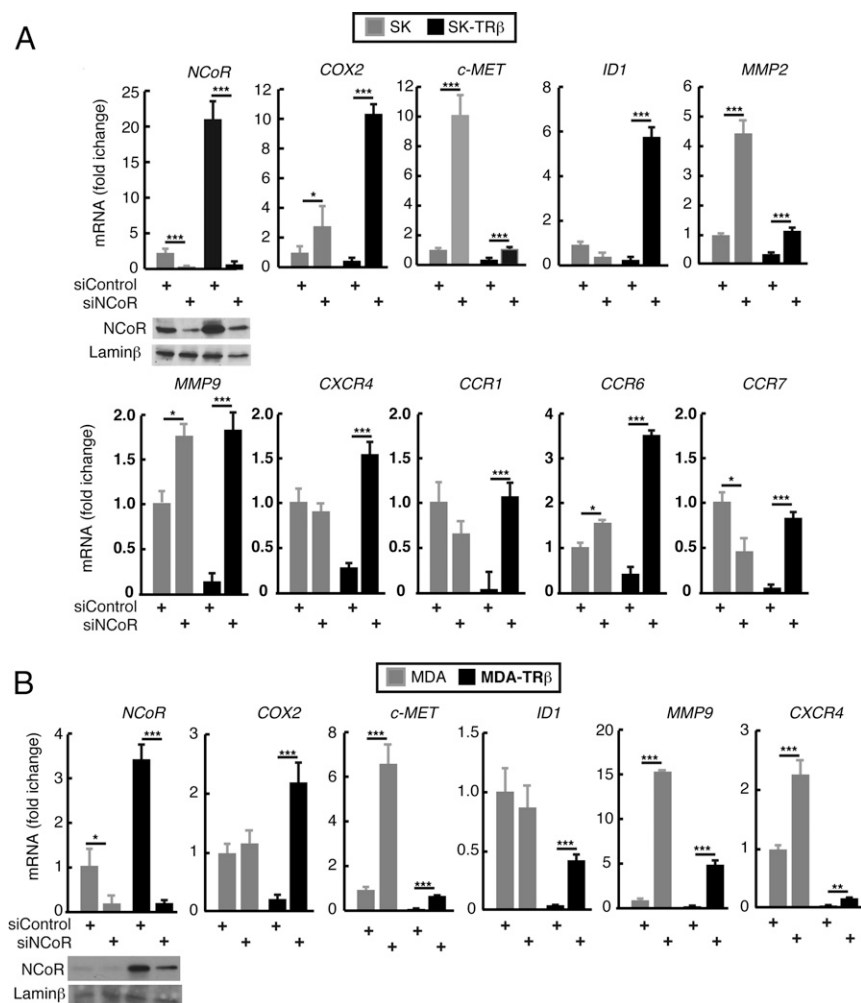 A
SK SK-TRβ
NCoR COX2 c-MET ID1 MMP2
mRNA (fold ichange)
25 20 15 10 5 0
*** ***
12 10 8 6 4 2 0
* ***
12 10 8 6 4 2 0
*** ***
8 6 4 2 0
***
6 5 4 3 2 1 0
*** ***
siControl + + + + + + + + + +
siNCoR + + + + + + + + + +
NCoR
Laminβ
MMP9 CXCR4 CCR1 CCR6 CCR7
mRNA (fold ichange)
2.0 1.5 1.0 0.5 0
* ***
2.0 1.5 1.0 0.5 0
***
2.0 1.5 1.0 0.5 0
***
4 3 2 1 0
* ***
2.0 1.5 1.0 0.5 0
* ***
siControl + + + + + + + + + +
siNCoR + + + + + + + + + +
B
MDA MDA-TRβ
NCoR COX2 c-MET ID1 MMP9 CXCR4
mRNA (fold ichange)
4 3 2 1 0
* ***
3 2 1 0
***
8 6 4 2 0
*** ***
1.5 1.0 0.5 0
***
20 15 10 5 0
*** ***
3 2 1 0
*** **
siControl + + + + + + + + + + + +
siNCoR + + + + + + + + + + + +
NCoR
Laminβ